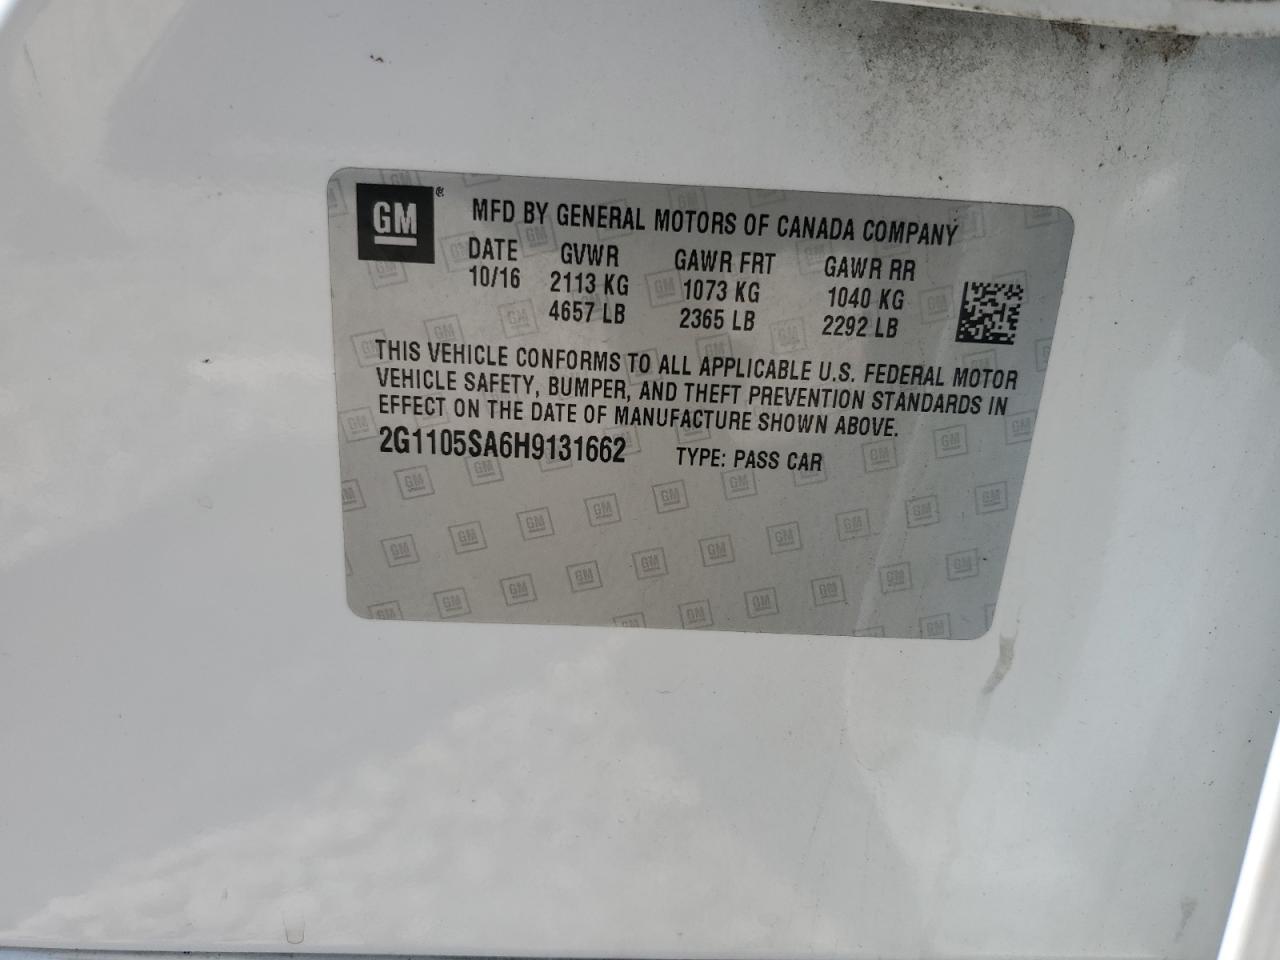 GM
MFD BY GENERAL MOTORS OF CANADA COMPANY
DATE GVWR GAWR FRT GAWR RR
10/16 2113 KG 1073 KG 1040 KG
4657 LB 2365 LB 2292 LB
THIS VEHICLE CONFORMS TO ALL APPLICABLE U.S. FEDERAL MOTOR
VEHICLE SAFETY, BUMPER, AND THEFT PREVENTION STANDARDS IN
EFFECT ON THE DATE OF MANUFACTURE SHOWN ABOVE.
2G1105SA6H9131662 TYPE: PASS CAR